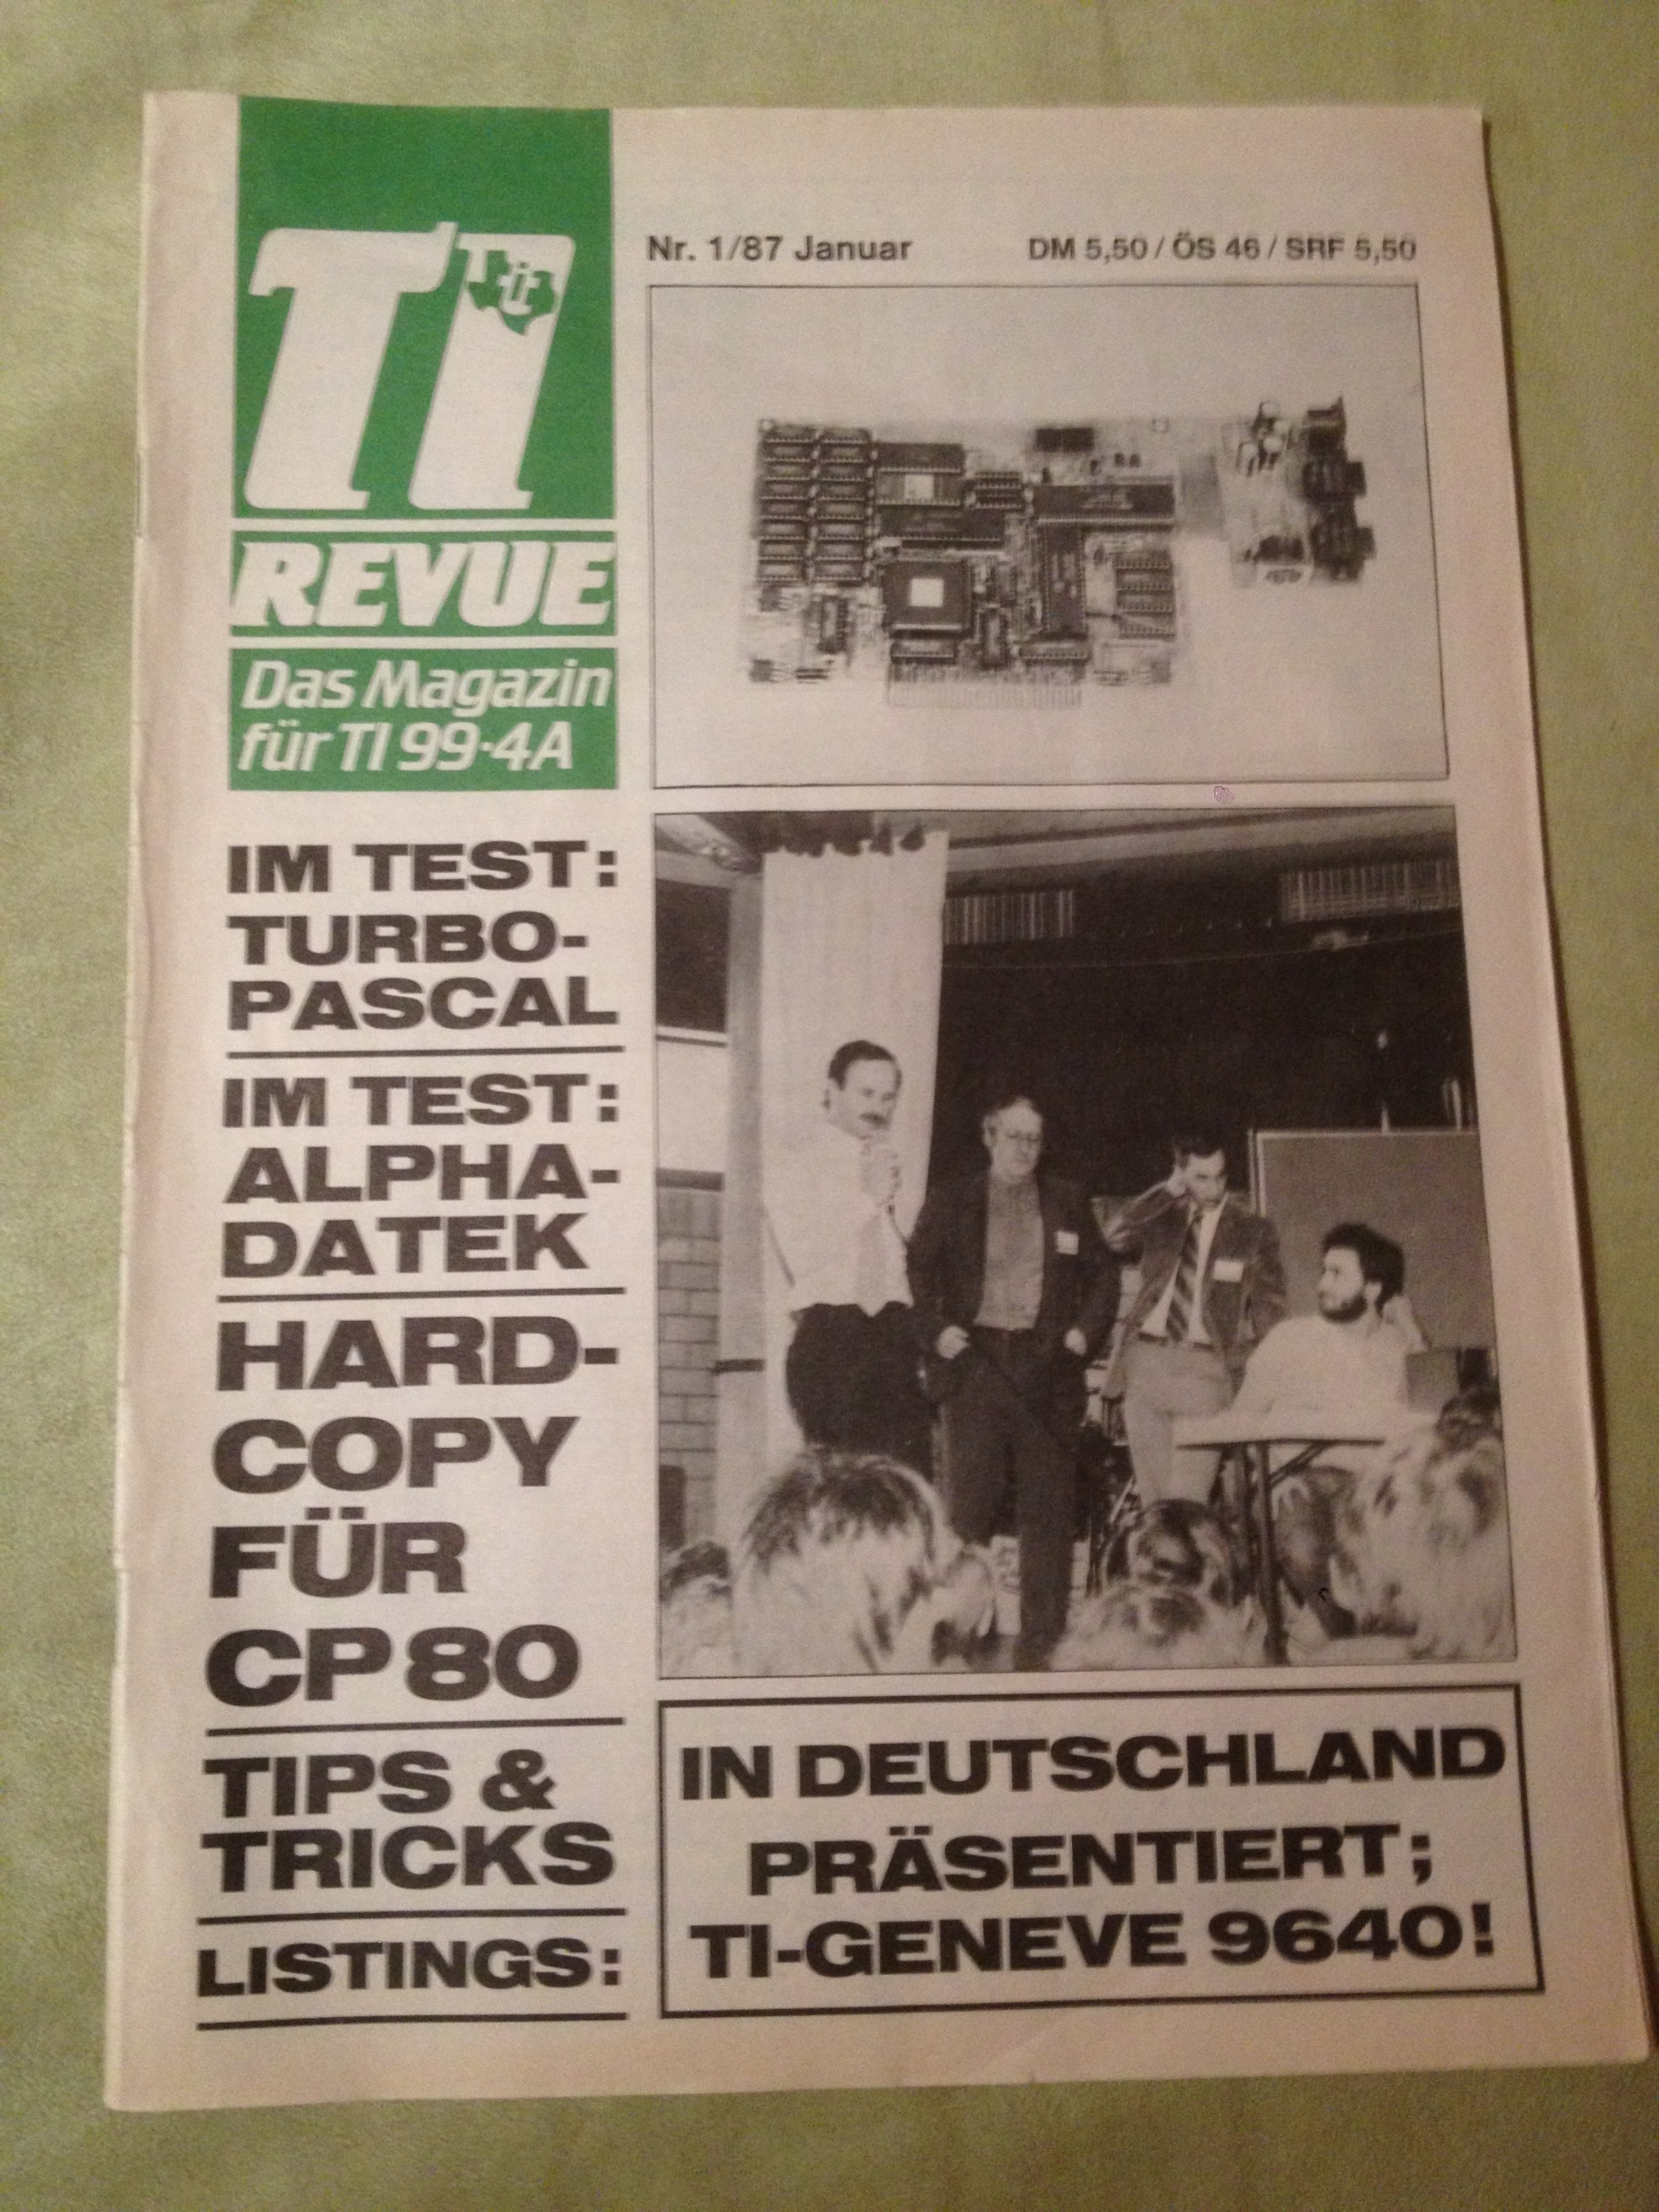 TI
REVUE
Das Magazin
für TI 99·4A
Nr. 1/87 Januar
DM 5,50 / ÖS 46 / SRF 5,50
IM TEST:
TURBO-
PASCAL
IM TEST:
ALPHA-
DATEK
HARD-
COPY
FÜR
CP 80
TIPS &
TRICKS
LISTINGS:
IN DEUTSCHLAND
PRÄSENTIERT;
TI-GENEVE 9640!